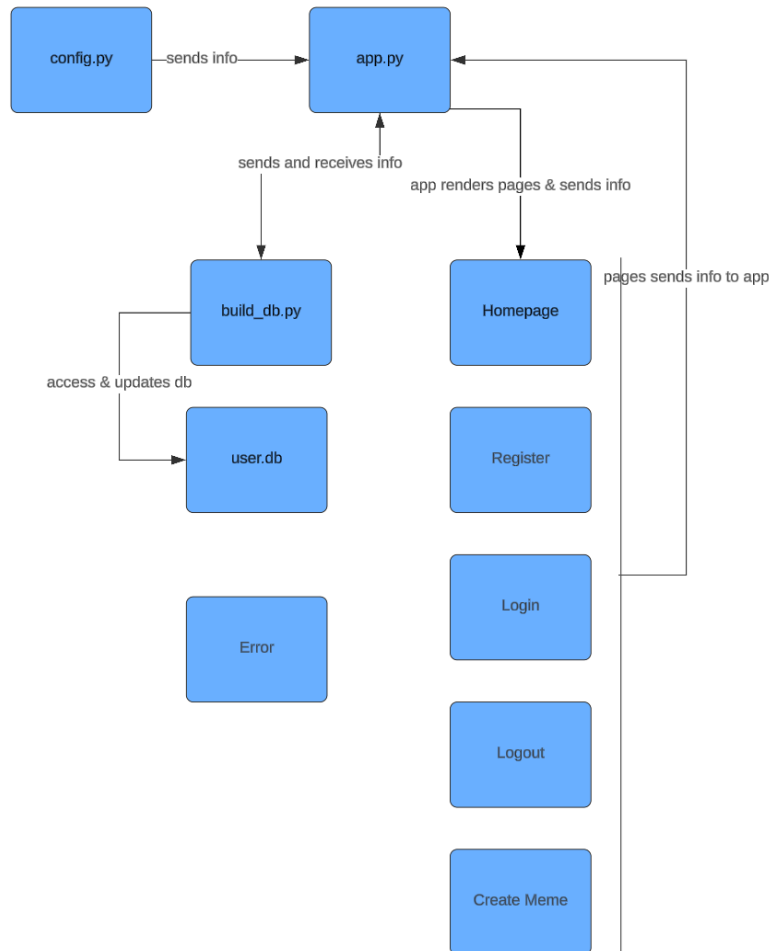 config.py
sends info
app.py
sends and receives info
app renders pages & sends info
pages sends info to app
build_db.py
Homepage
access & updates db
user.db
Register
Login
Error
Logout
Create Meme